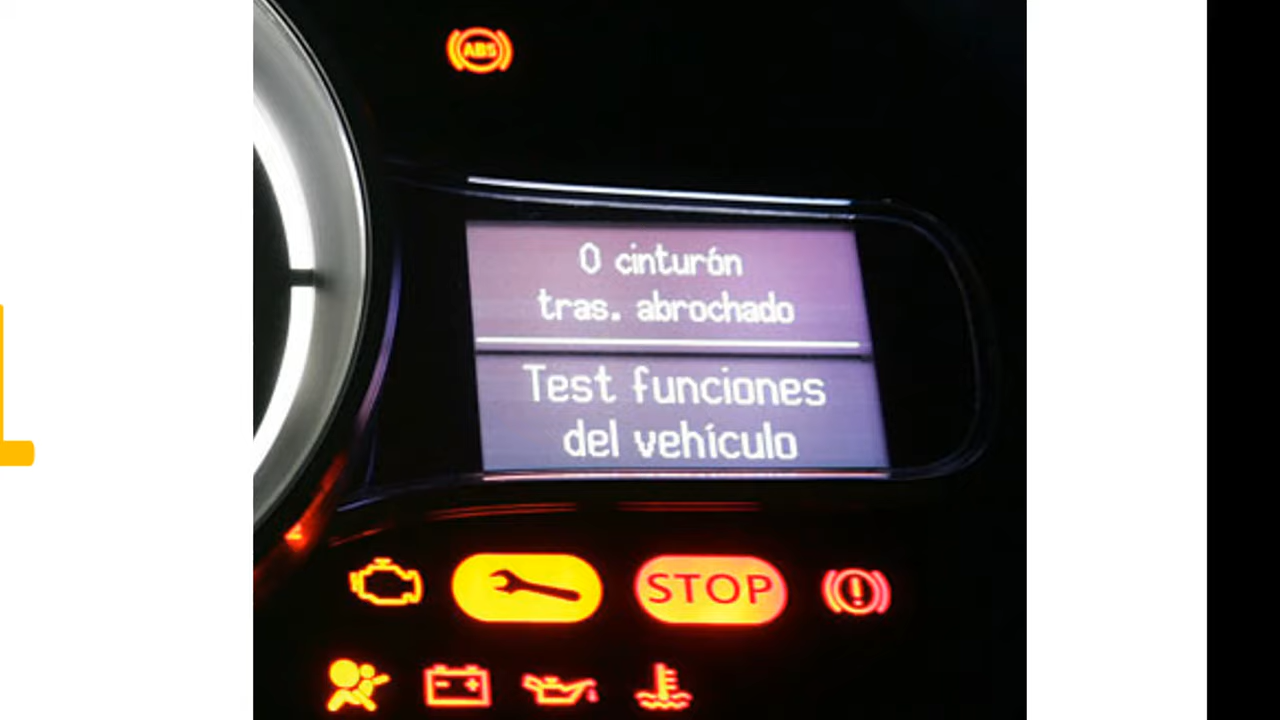 ABS
0 cinturón
tras. abrochado
Test funciones
del vehículo
STOP